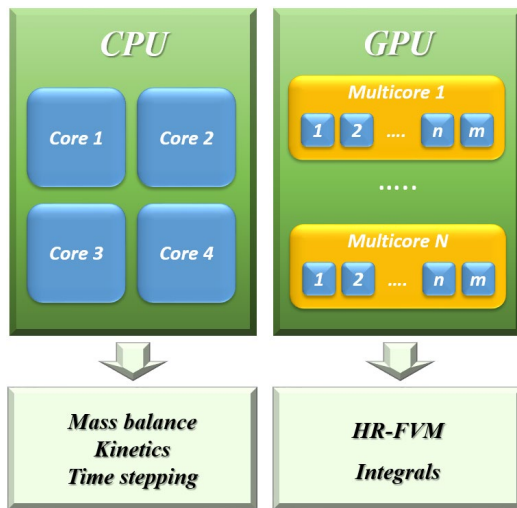 CPU
Core 1
Core 2
Core 3
Core 4
Mass balance
Kinetics
Time stepping
GPU
Multicore 1
1 2 .... n m
.....
Multicore N
1 2 .... n m
HR-FVM
Integrals